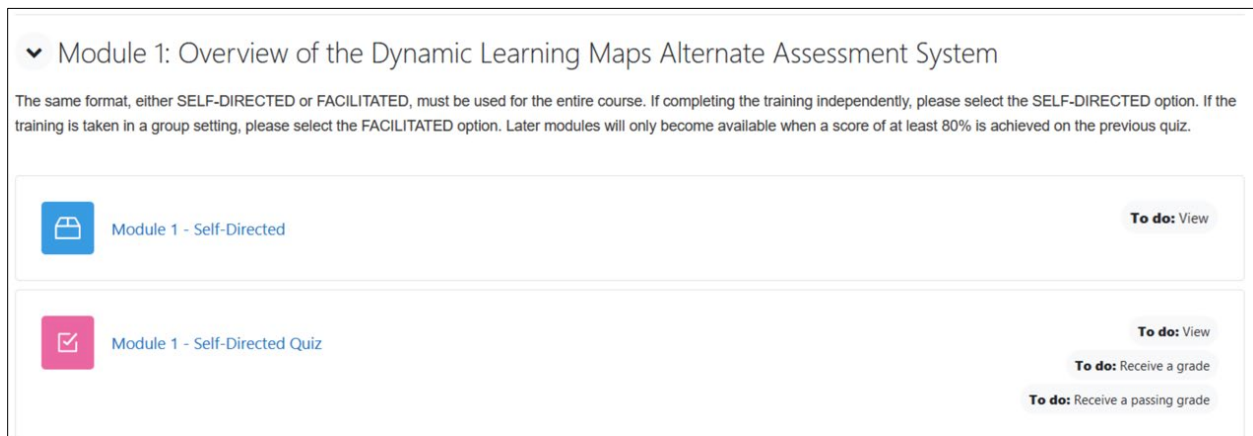 Module 1: Overview of the Dynamic Learning Maps Alternate Assessment System
The same format, either SELF-DIRECTED or FACILITATED, must be used for the entire course. If completing the training independently, please select the SELF-DIRECTED option. If the
training is taken in a group setting, please select the FACILITATED option. Later modules will only become available when a score of at least 80% is achieved on the previous quiz.
Module 1 - Self-Directed
To do: View
Module 1 - Self-Directed Quiz
To do: View
To do: Receive a grade
To do: Receive a passing grade